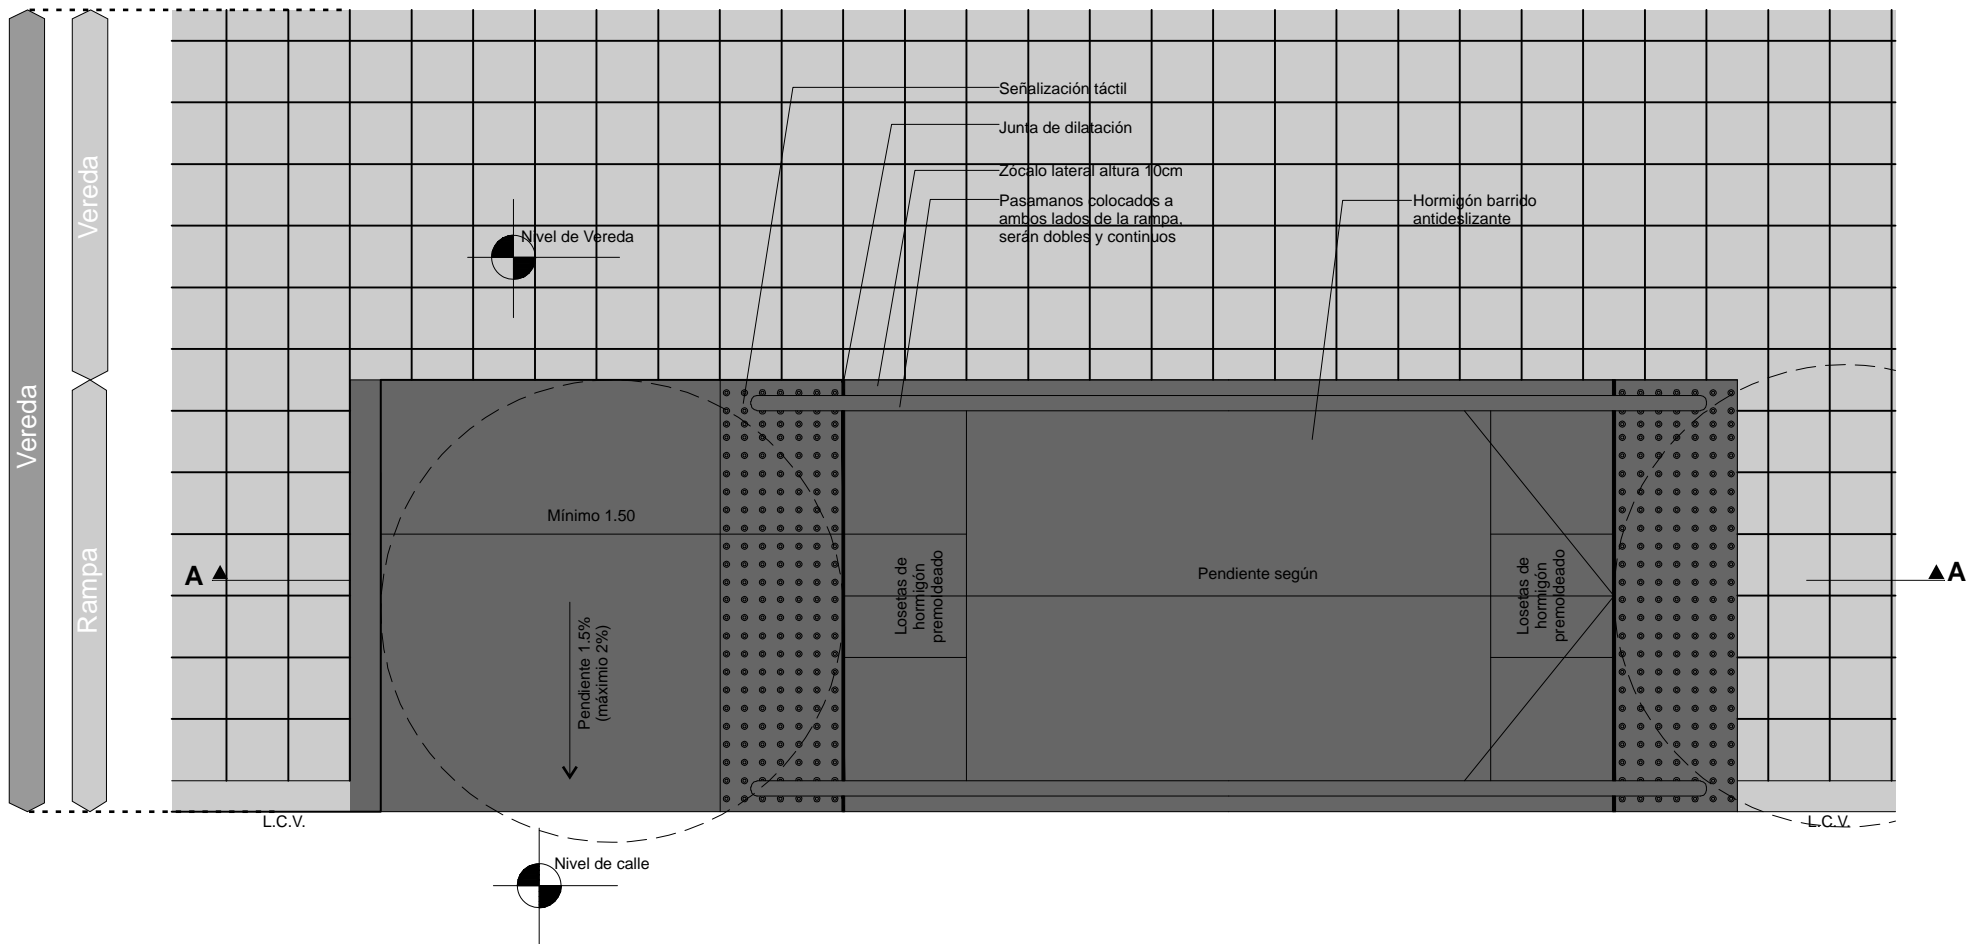 Señalización táctil
Junta de dilatación
Zócalo lateral altura 10cm
Pasamanos colocados a
ambos lados de la rampa,
serán dobles y continuos
Hormigón barrido
antideslizante
Nivel de Vereda
Vereda
Vereda
Rampa
Mínimo 1.50
A
Losetas de
hormigón
premoldeado
Pendiente según
Losetas de
hormigón
premoldeado
A
Pendiente 1.5%
(máximio 2%)
L.C.V.
L.C.V.
Nivel de calle